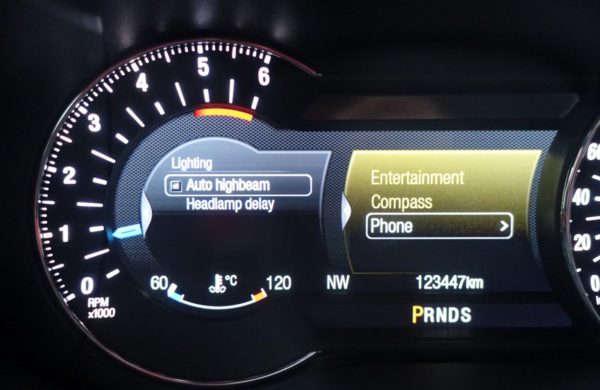 6
5
4
3
2
1
0
RPM
x1000
Lighting
Auto highbeam
Headlamp delay
60
°C
120
Entertainment
Compass
Phone >
NW
123447km
PRNDS
40
20
0